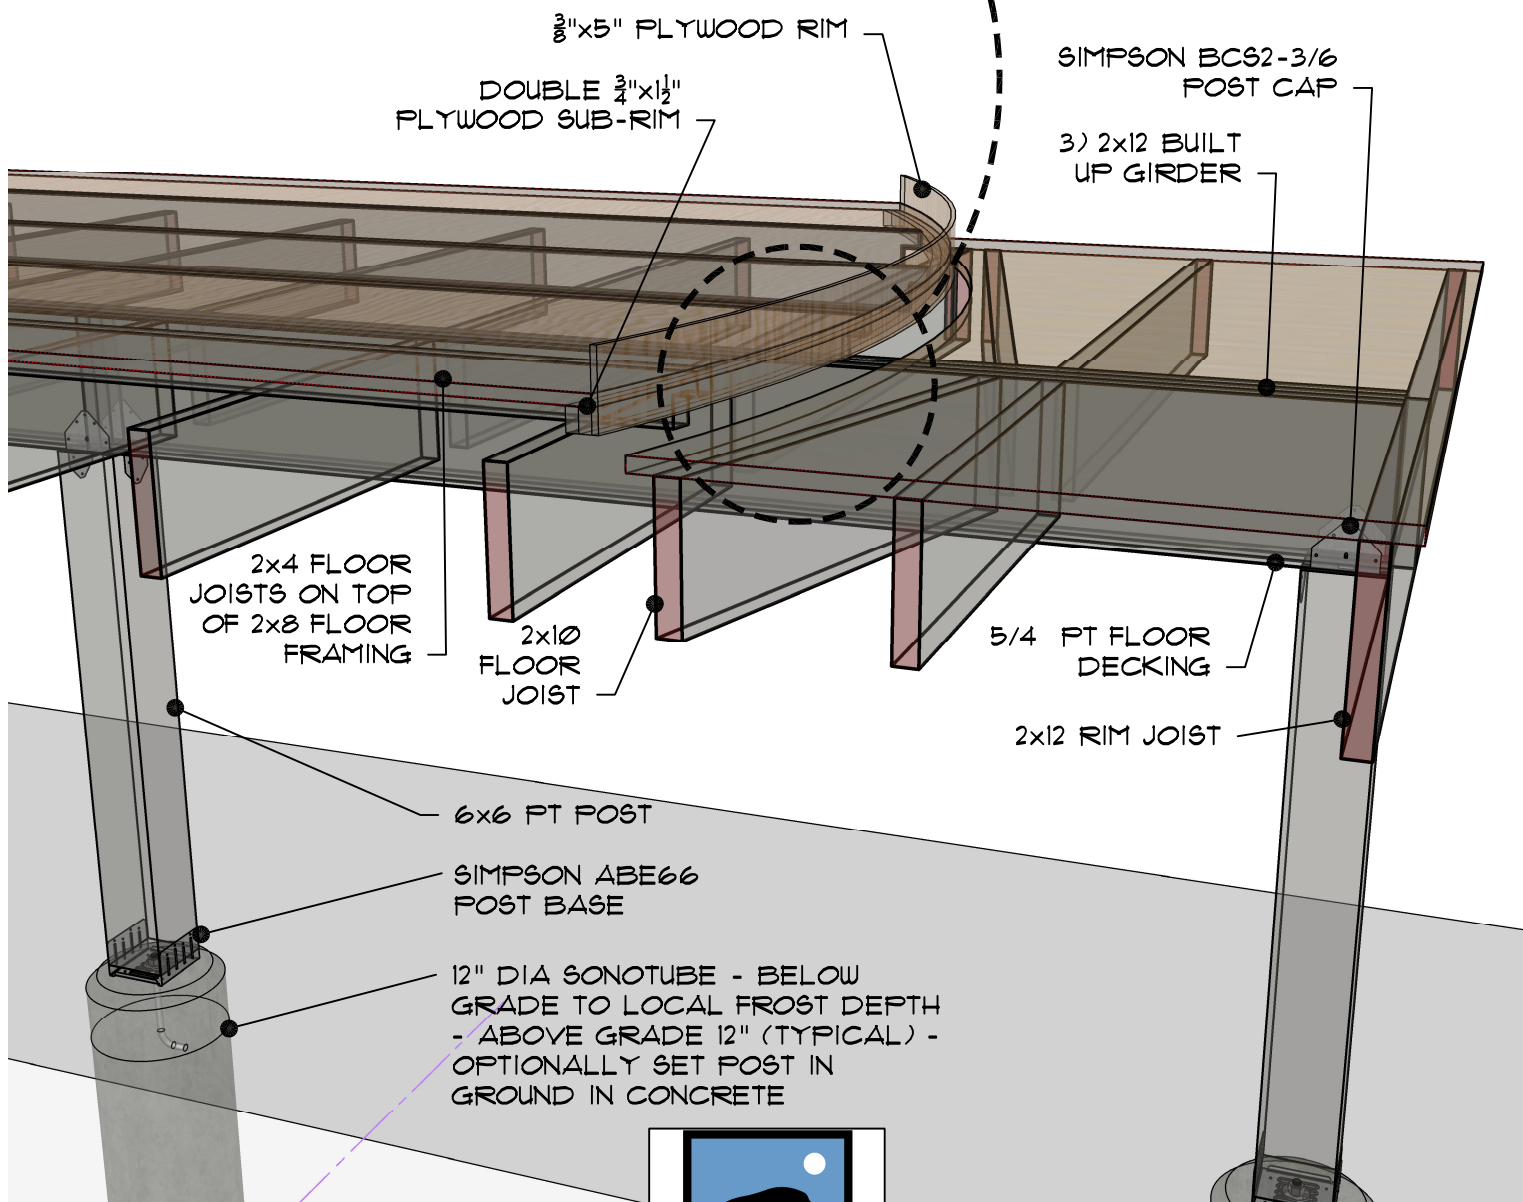 ⅜"x5" PLYWOOD RIM
DOUBLE ¾"x1½"
PLYWOOD SUB-RIM
SIMPSON BCS2-3/6
POST CAP
3) 2x12 BUILT
UP GIRDER
2x4 FLOOR
JOISTS ON TOP
OF 2x8 FLOOR
FRAMING
2x10
FLOOR
JOIST
5/4 PT FLOOR
DECKING
2x12 RIM JOIST
6x6 PT POST
SIMPSON ABE66
POST BASE
12" DIA SONOTUBE - BELOW
GRADE TO LOCAL FROST DEPTH
- ABOVE GRADE 12" (TYPICAL) -
OPTIONALLY SET POST IN
GROUND IN CONCRETE